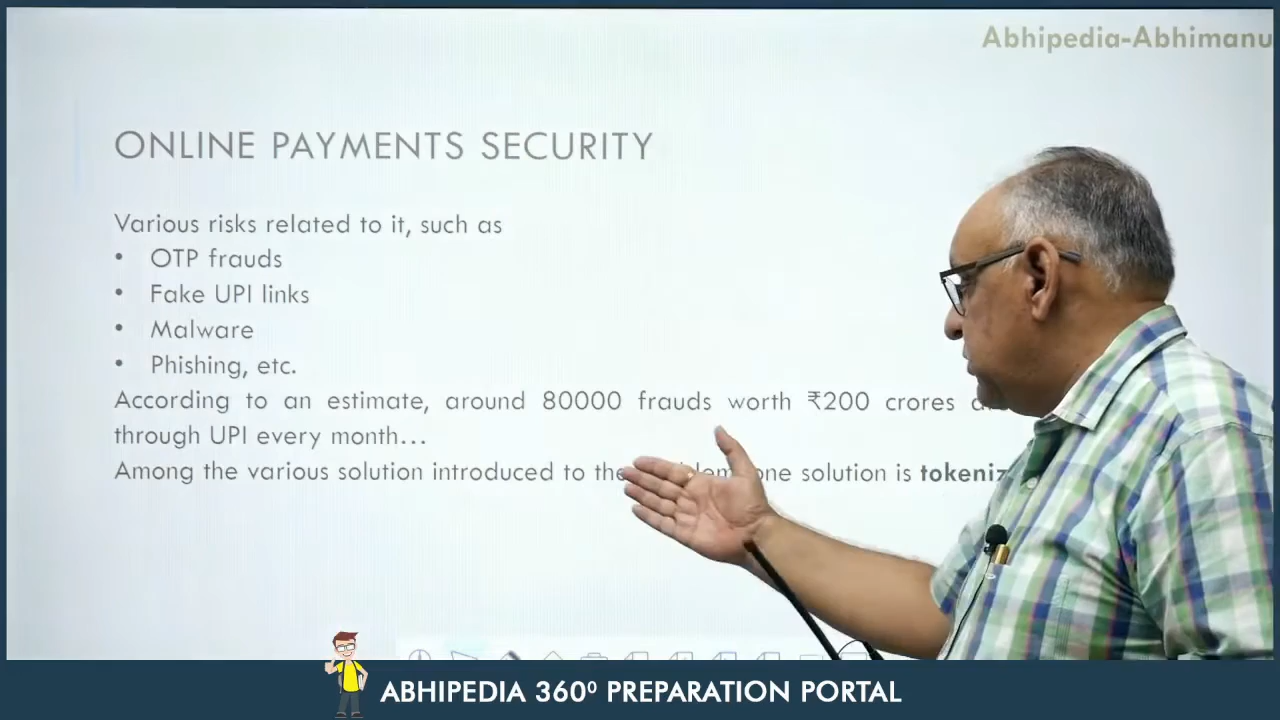 Abhipedia-Abhimanu
ONLINE PAYMENTS SECURITY
Various risks related to it, such as
• OTP frauds
• Fake UPI links
• Malware
• Phishing, etc.
According to an estimate, around 80000 frauds worth ₹200 crores
through UPI every month...
Among the various solution introduced to the one solution is
ABHIPEDIA 360⁰ PREPARATION PORTAL